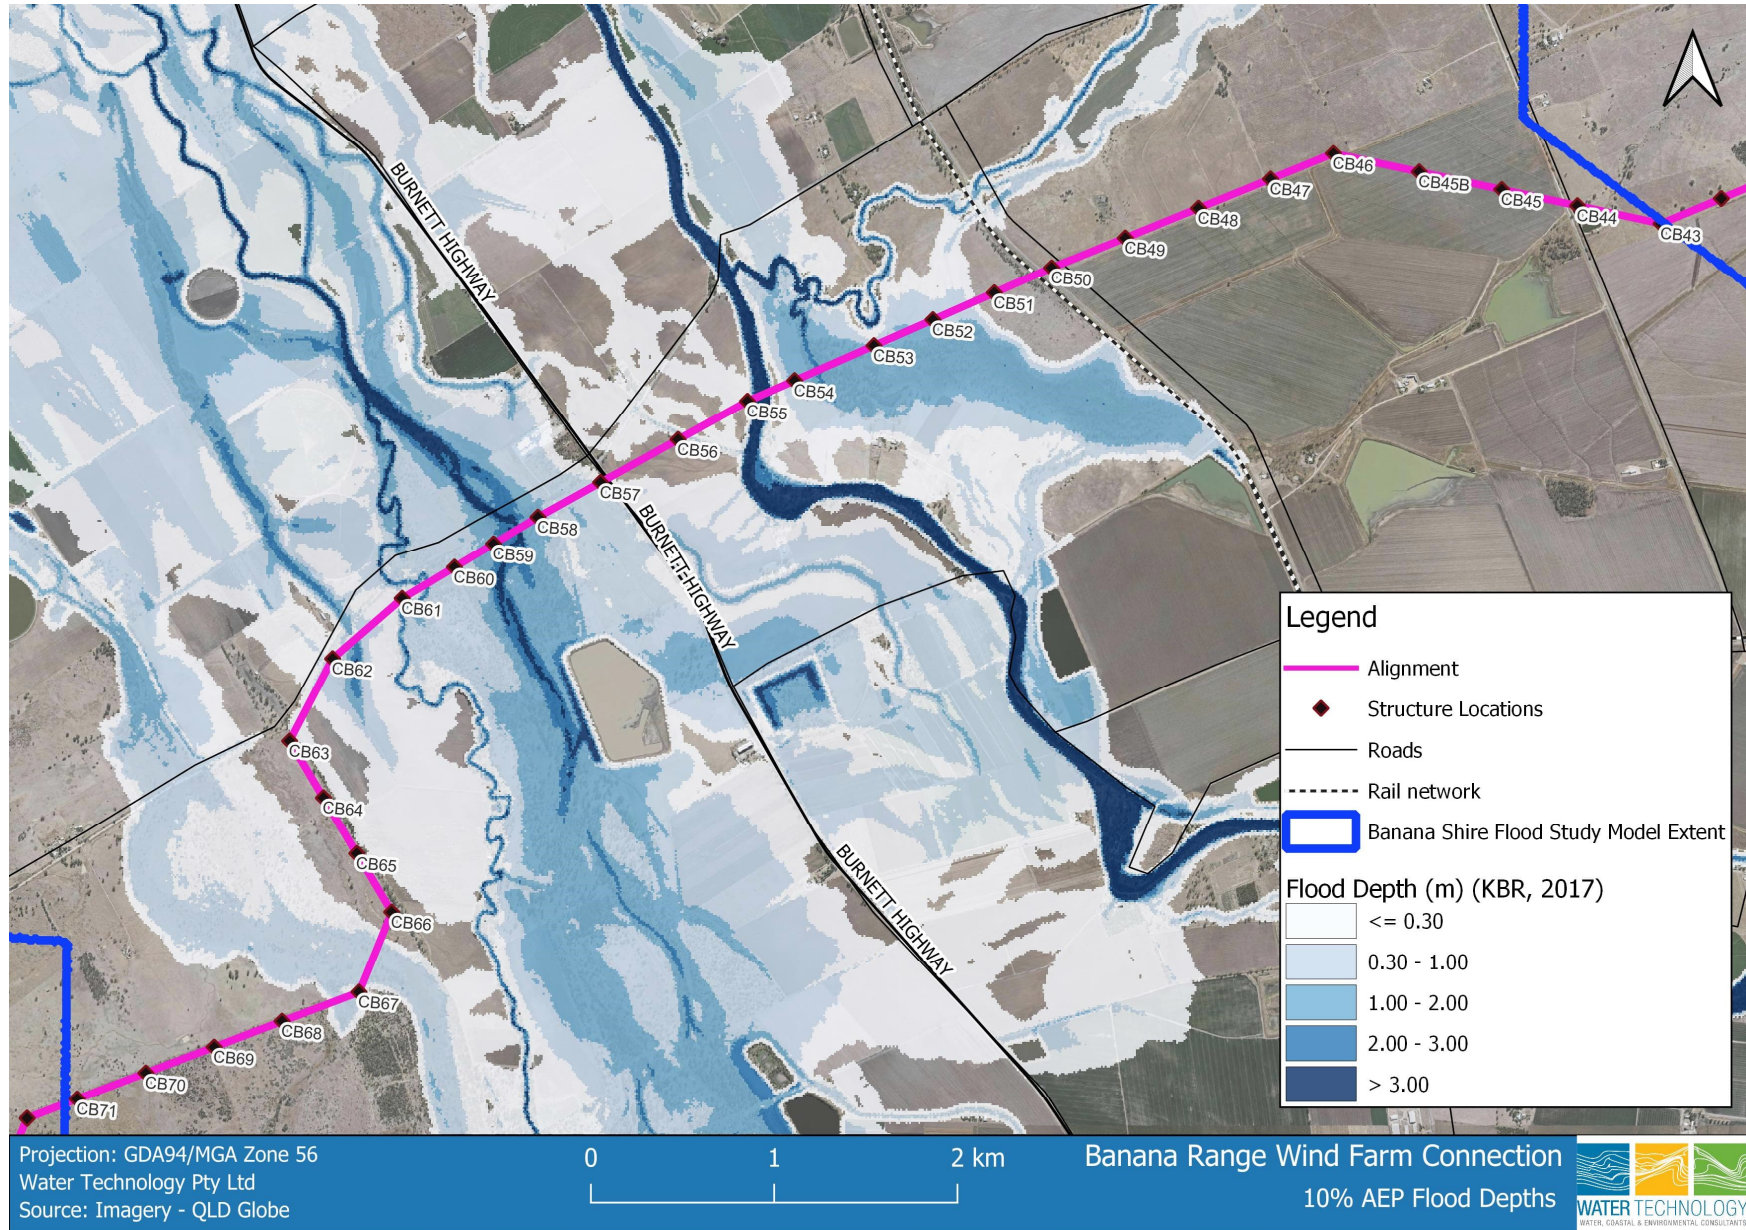 BURNETT HIGHWAY
CB46
CB47
CB45B
CB45
CB44
CB43
CB48
CB49
CB50
CB51
CB52
CB53
CB54
CB55
CB56
CB57
CB58
CB59
CB60
CB61
CB62
CB63
CB64
CB65
CB66
CB67
CB68
CB69
CB70
CB71
BURNETT HIGHWAY
BURNETT HIGHWAY
Legend
Alignment
Structure Locations
Roads
Rail network
Banana Shire Flood Study Model Extent
Flood Depth (m) (KBR, 2017)
<= 0.30
0.30 - 1.00
1.00 - 2.00
2.00 - 3.00
> 3.00
Projection: GDA94/MGA Zone 56
Water Technology Pty Ltd
Source: Imagery - QLD Globe
0 1 2 km
Banana Range Wind Farm Connection
10% AEP Flood Depths
WATER TECHNOLOGY
WATER, COASTAL & ENVIRONMENTAL CONSULTANTS